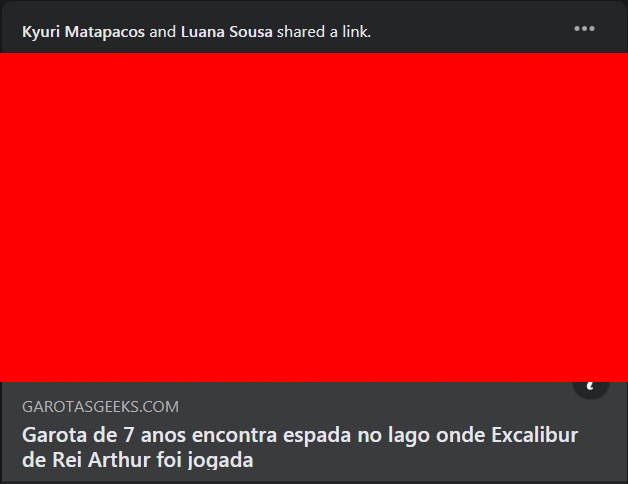 Kyuri Matapacos and Luana Sousa shared a link.
GAROTASGEEKS.COM
Garota de 7 anos encontra espada no lago onde Excalibur
de Rei Arthur foi jogada